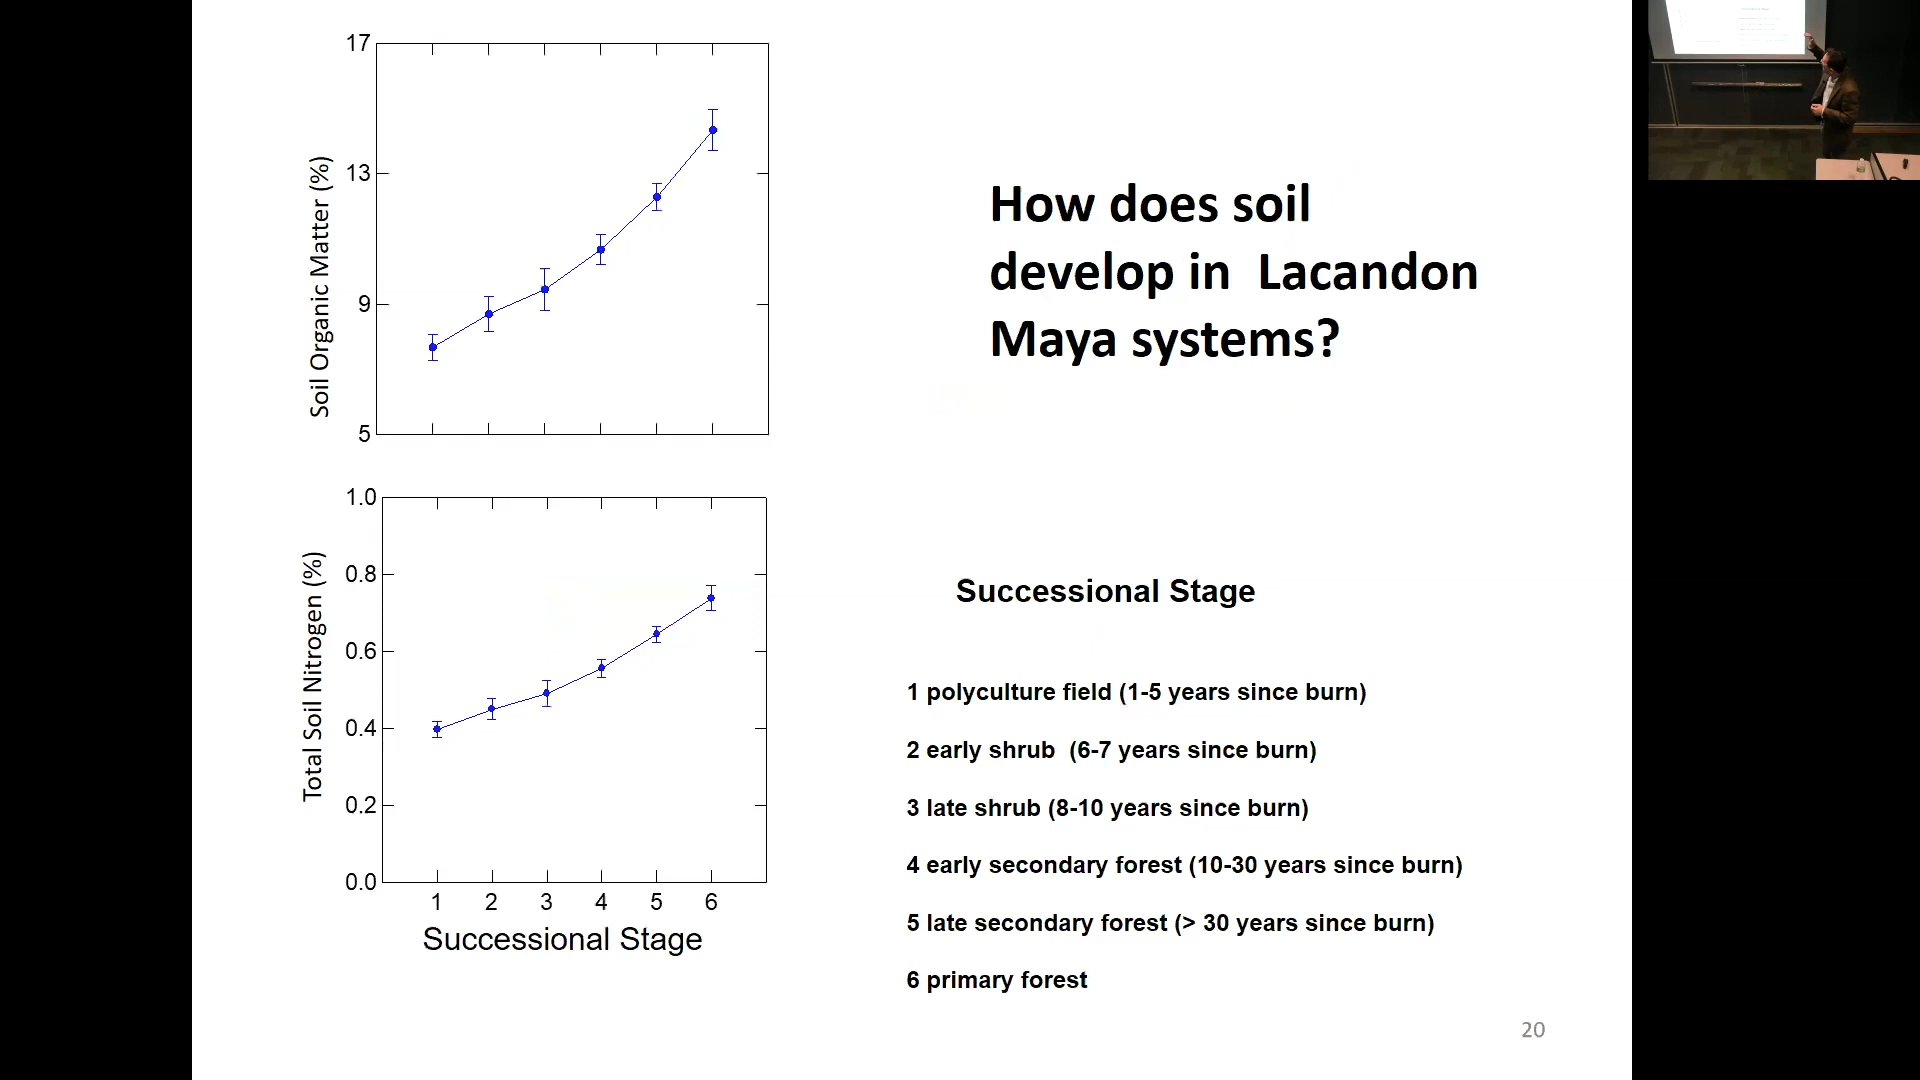 17
13
9
5
Soil Organic Matter (%)
How does soil
develop in  Lacandon
Maya systems?
1.0
0.8
0.6
0.4
0.2
0.0
Total Soil Nitrogen (%)
1 2 3 4 5 6
Successional Stage
Successional Stage
1 polyculture field (1-5 years since burn)
2 early shrub  (6-7 years since burn)
3 late shrub (8-10 years since burn)
4 early secondary forest (10-30 years since burn)
5 late secondary forest (> 30 years since burn)
6 primary forest
20